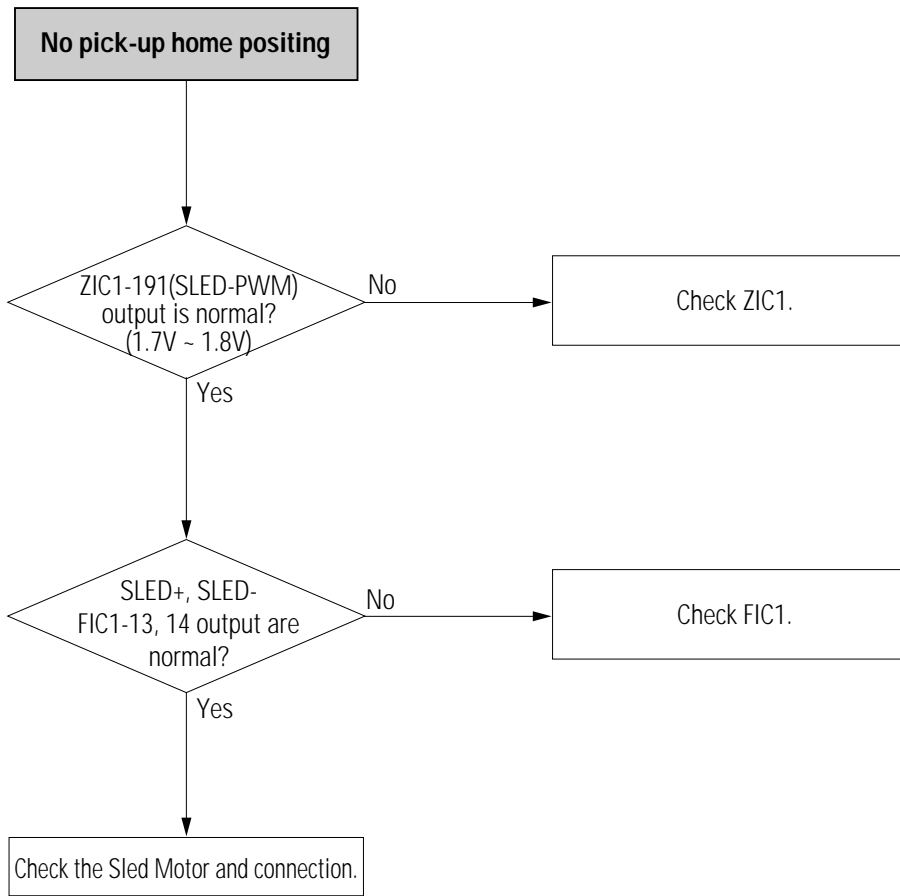 No pick-up home positing
ZIC1-191(SLED-PWM)
output is normal?
(1.7V ~ 1.8V)
No
Check ZIC1.
Yes
SLED+, SLED-
FIC1-13, 14 output are
normal?
No
Check FIC1.
Yes
Check the Sled Motor and connection.